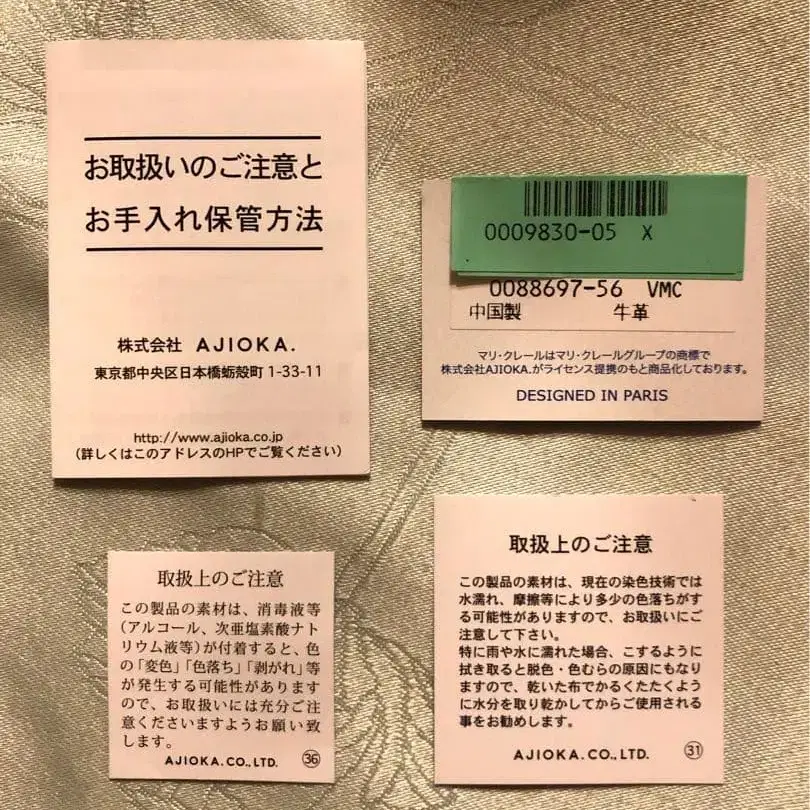 お取扱いのご注意と
お手入れ保管方法
株式会社 AJIOKA.
東京都中央区日本橋蛎殻町1-33-11
http://www.ajioka.co.jp
(詳しくはこのアドレスのHPでご覧ください)
0009830-05 X
0088697-56 VMC
中国製 牛革
マリ・クレールはマリ・クレールグループの商標で
株式会社AJIOKA.がライセンス提携のもと商品化しております。
DESIGNED IN PARIS
取扱上のご注意
この製品の素材は、消毒液等
(アルコール、次亜塩素酸ナト
リウム液等)が付着すると、色
の「変色」「色落ち」「剥がれ」等
が発生する可能性があります
ので、お取扱いには充分ご注
意くださいますようお願い致
します。
AJIOKA.CO.,LTD. ㊱
取扱上のご注意
この製品の素材は、現在の染色技術では
水濡れ、摩擦等により多少の色落ちがす
る可能性がありますので、お取扱いにご
注意して下さい。
特に雨や水に濡れた場合、こするように
拭き取ると脱色・色むらの原因にもなり
ますので、乾いた布でかるくたたくよう
に水分を取り乾かしてからご使用される
事をお勧めします。
AJIOKA.CO.,LTD. ㉛